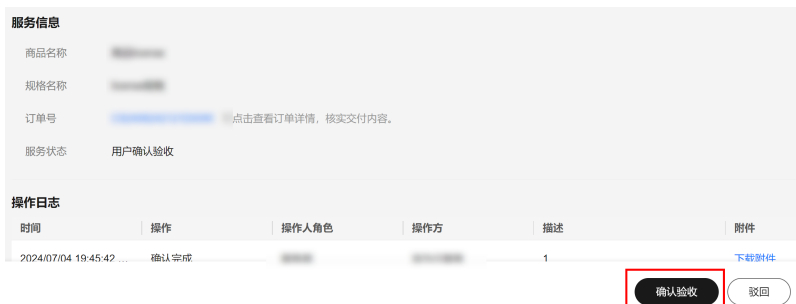 服务信息
商品名称
规格名称
订单号 点击查看订单详情，核实交付内容。
服务状态 用户确认验收
操作日志
时间 操作 操作人角色 操作方 描述 附件
2024/07/04 19:45:42 ... 确认完成 1 下载附件
确认验收 驳回